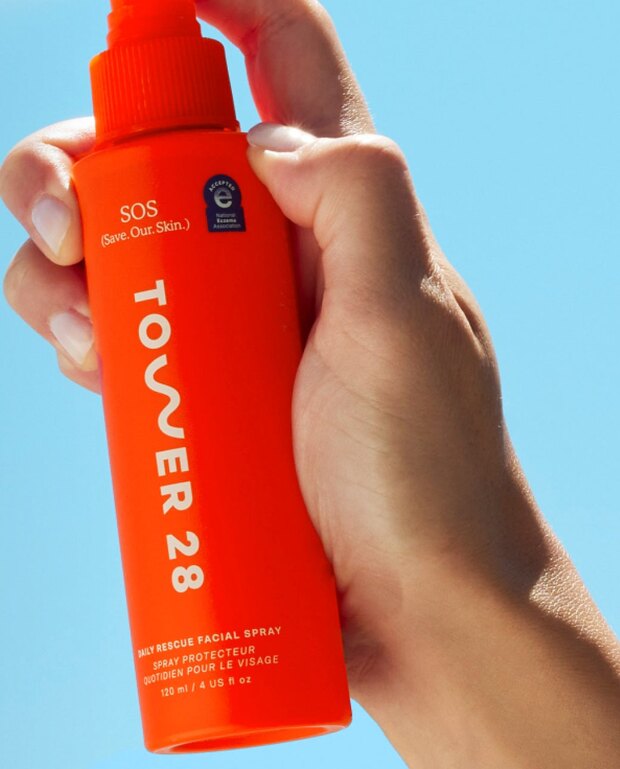 SOS
(Save. Our. Skin.)
ACCEPTED
e
National
Eczema
Association
TOWER 28
DAILY RESCUE FACIAL SPRAY
SPRAY PROTECTEUR
QUOTIDIEN POUR LE VISAGE
120 ml / 4 US fl oz